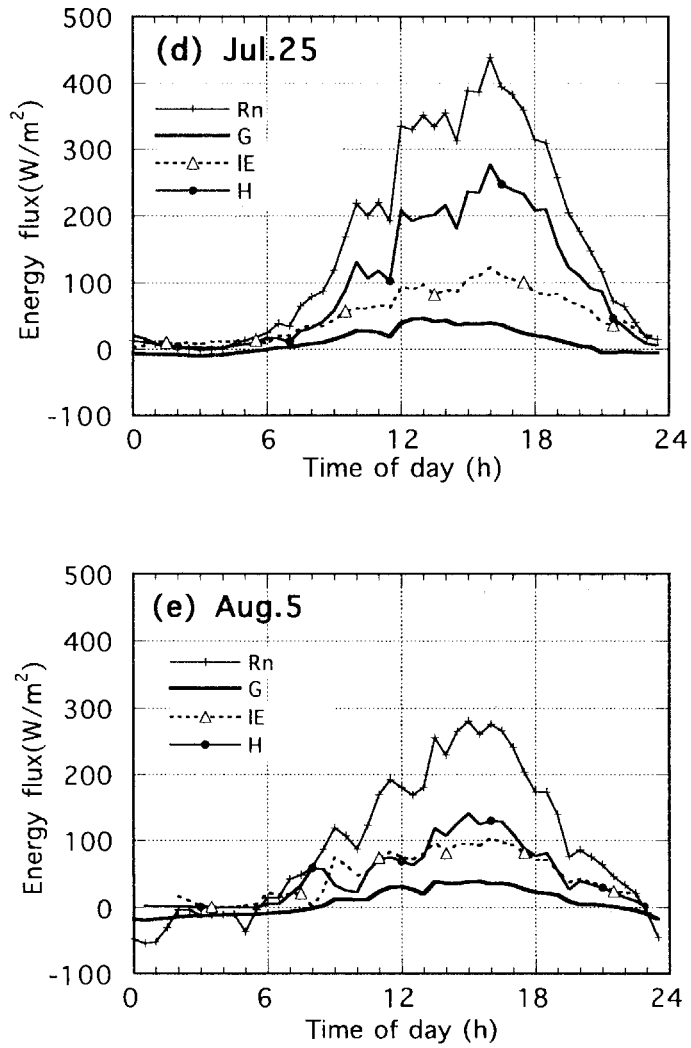 (d) Jul.25
Energy flux(W/m²)
500
400
300
200
100
0
-100
Rn
G
lE
H
0 6 12 18 24
Time of day (h)
(e) Aug.5
Energy flux(W/m²)
500
400
300
200
100
0
-100
Rn
G
lE
H
0 6 12 18 24
Time of day (h)